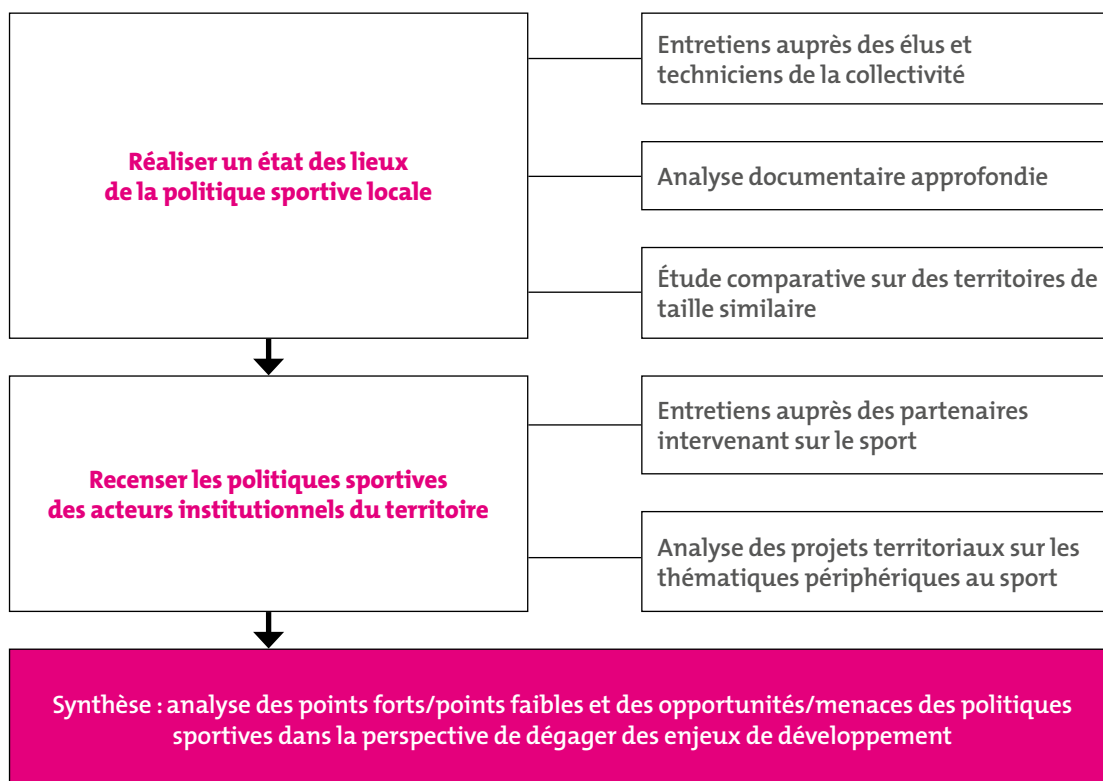 Réaliser un état des lieux
de la politique sportive locale
Entretiens auprès des élus et
techniciens de la collectivité
Analyse documentaire approfondie
Étude comparative sur des territoires de
taille similaire
Recenser les politiques sportives
des acteurs institutionnels du territoire
Entretiens auprès des partenaires
intervenant sur le sport
Analyse des projets territoriaux sur les
thématiques périphériques au sport
Synthèse : analyse des points forts/points faibles et des opportunités/menaces des politiques
sportives dans la perspective de dégager des enjeux de développement